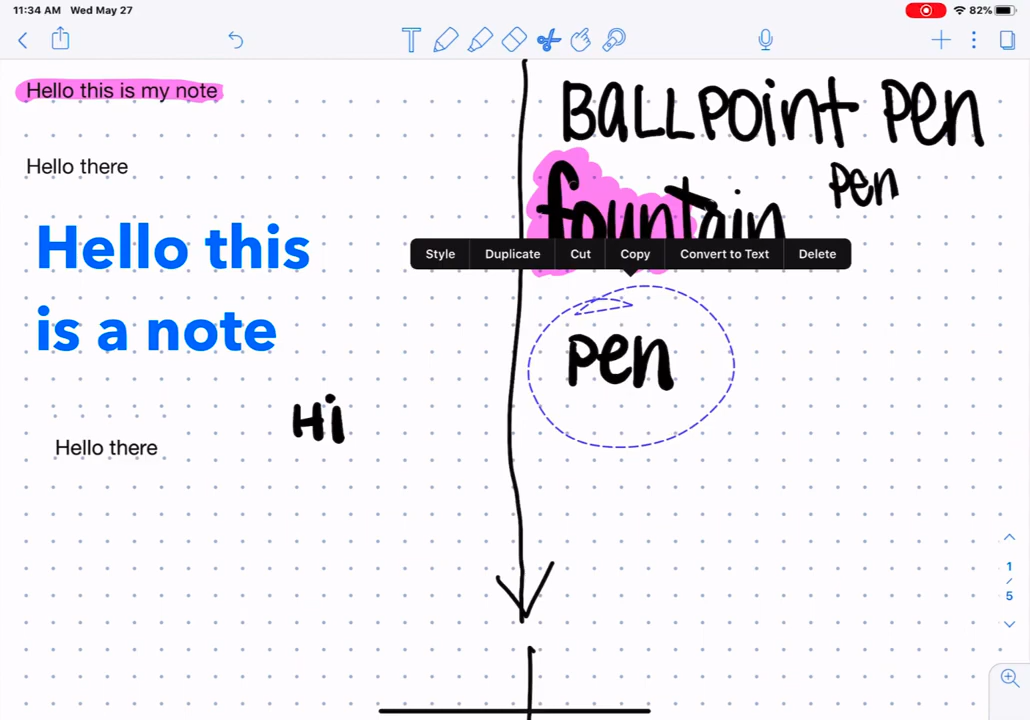 11:34 AM Wed May 27
82%
T
Hello this is my note
Hello there
Hello this
is a note
Hi
Hello there
BALLPOINT PEN
fountain
pen
Style Duplicate Cut Copy Convert to Text Delete
pen
1
/
5